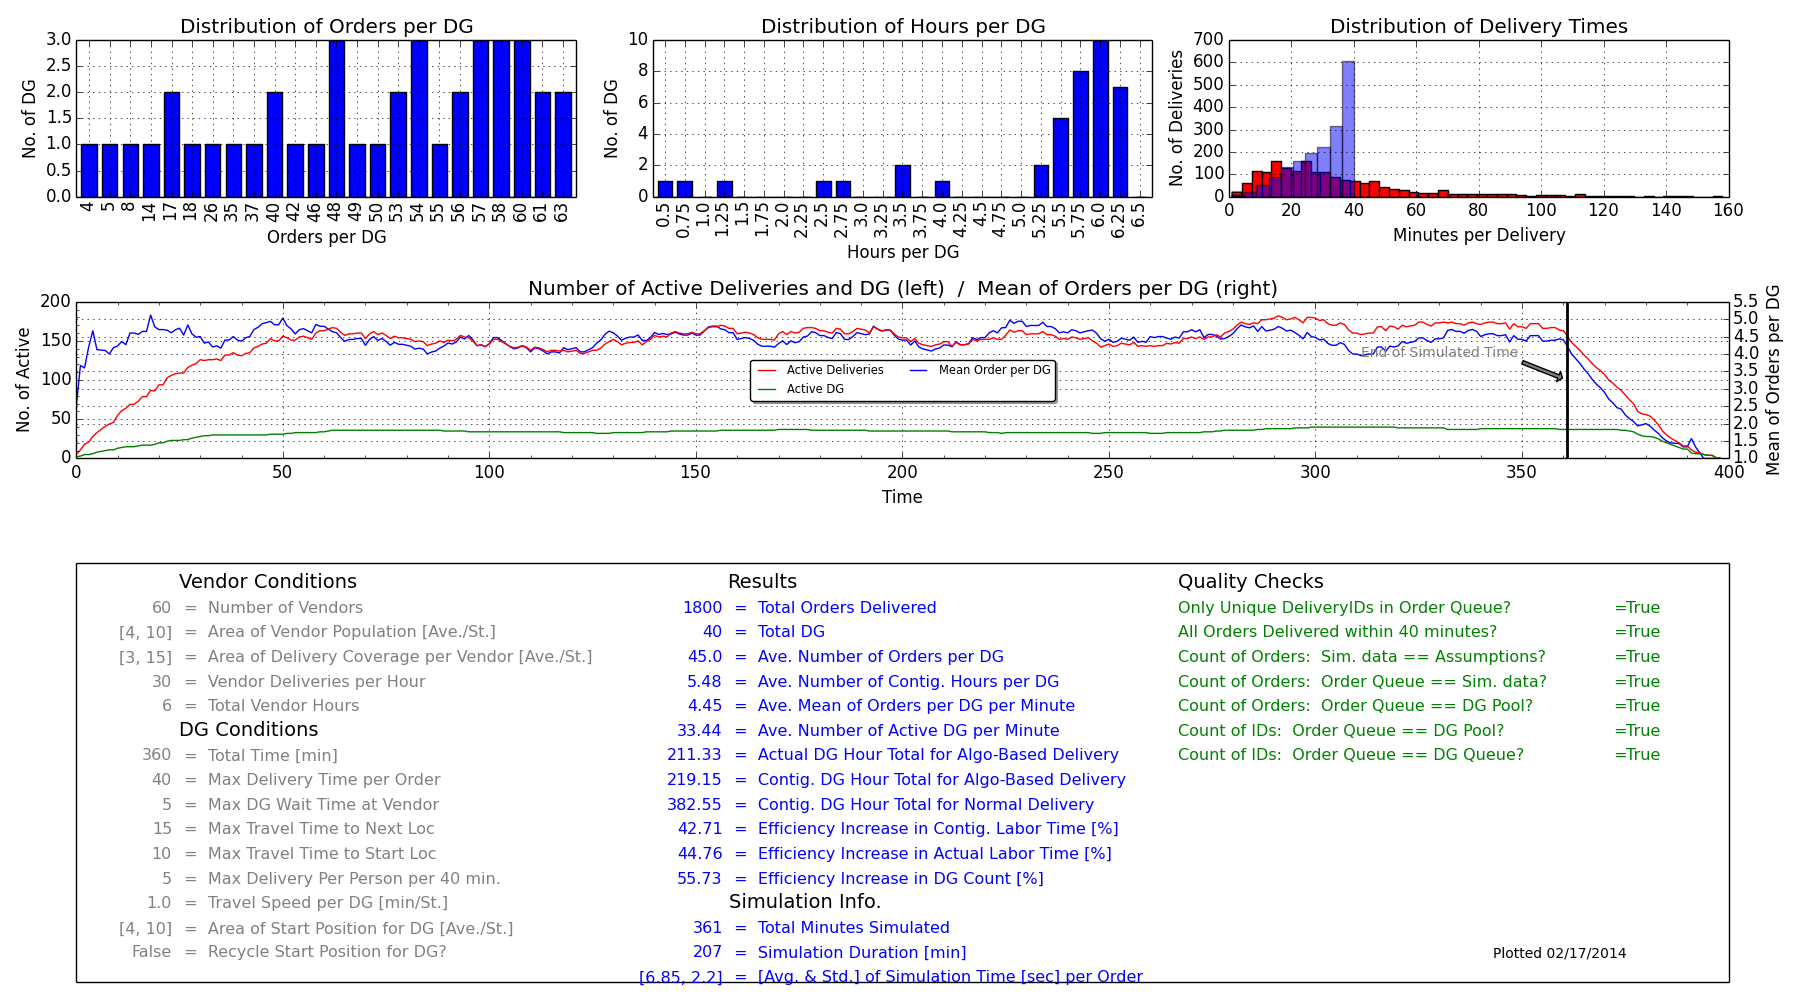 Distribution of Orders per DG
3.0
2.5
2.0
1.5
1.0
0.5
0.0
No. of DG
4 5 8 14 17 18 26 35 37 40 42 46 48 49 50 53 54 55 56 57 58 60 61 63
Orders per DG
Distribution of Hours per DG
10
8
6
4
2
0
No. of DG
0.5 0.75 1.0 1.25 1.5 1.75 2.0 2.25 2.5 2.75 3.0 3.25 3.5 3.75 4.0 4.25 4.5 4.75 5.0 5.25 5.5 5.75 6.0 6.25 6.5
Hours per DG
Distribution of Delivery Times
700
600
500
400
300
200
100
0
No. of Deliveries
0 20 40 60 80 100 120 140 160
Minutes per Delivery
Number of Active Deliveries and DG (left) / Mean of Orders per DG (right)
200
150
100
50
0
No. of Active
5.5
5.0
4.5
4.0
3.5
3.0
2.5
2.0
1.5
1.0
Mean of Orders per DG
End of Simulated Time
Active Deliveries
Active DG
Mean Order per DG
0 50 100 150 200 250 300 350 400
Time
Vendor Conditions
60 = Number of Vendors
[4, 10] = Area of Vendor Population [Ave./St.]
[3, 15] = Area of Delivery Coverage per Vendor [Ave./St.]
30 = Vendor Deliveries per Hour
6 = Total Vendor Hours
DG Conditions
360 = Total Time [min]
40 = Max Delivery Time per Order
5 = Max DG Wait Time at Vendor
15 = Max Travel Time to Next Loc
10 = Max Travel Time to Start Loc
5 = Max Delivery Per Person per 40 min.
1.0 = Travel Speed per DG [min/St.]
[4, 10] = Area of Start Position for DG [Ave./St.]
False = Recycle Start Position for DG?
Results
1800 = Total Orders Delivered
40 = Total DG
45.0 = Ave. Number of Orders per DG
5.48 = Ave. Number of Contig. Hours per DG
4.45 = Ave. Mean of Orders per DG per Minute
33.44 = Ave. Number of Active DG per Minute
211.33 = Actual DG Hour Total for Algo-Based Delivery
219.15 = Contig. DG Hour Total for Algo-Based Delivery
382.55 = Contig. DG Hour Total for Normal Delivery
42.71 = Efficiency Increase in Contig. Labor Time [%]
44.76 = Efficiency Increase in Actual Labor Time [%]
55.73 = Efficiency Increase in DG Count [%]
Simulation Info.
361 = Total Minutes Simulated
207 = Simulation Duration [min]
[6.85, 2.2] = [Avg. & Std.] of Simulation Time [sec] per Order
Quality Checks
Only Unique DeliveryIDs in Order Queue? =True
All Orders Delivered within 40 minutes? =True
Count of Orders: Sim. data == Assumptions? =True
Count of Orders: Order Queue == Sim. data? =True
Count of Orders: Order Queue == DG Pool? =True
Count of IDs: Order Queue == DG Pool? =True
Count of IDs: Order Queue == DG Queue? =True
Plotted 02/17/2014